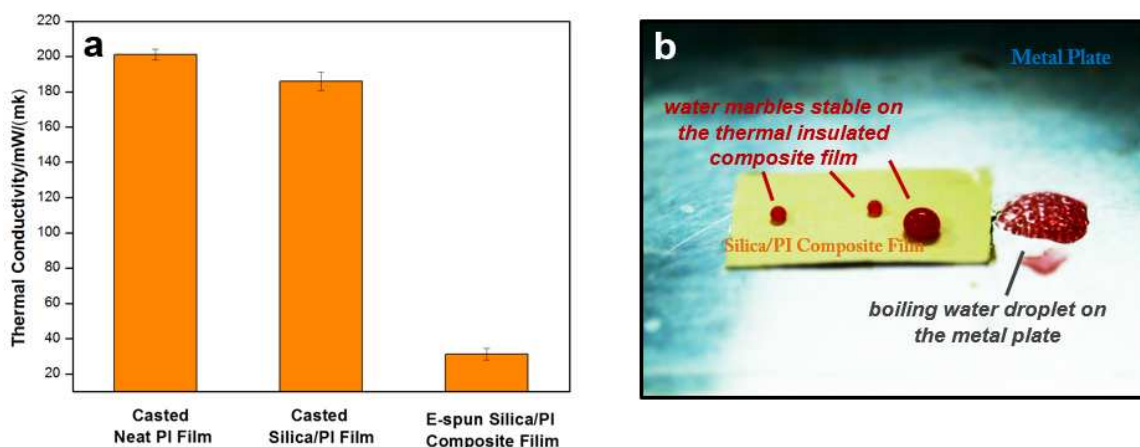 a
Thermal Conductivity/mW/(mk)
220
200
180
160
140
120
100
80
60
40
20
Casted
Neat PI Film
Casted
Silica/PI Film
E-spun Silica/PI
Composite Filim
b
Metal Plate
water marbles stable on
the thermal insulated
composite film
Silica/PI Composite Film
boiling water droplet on
the metal plate